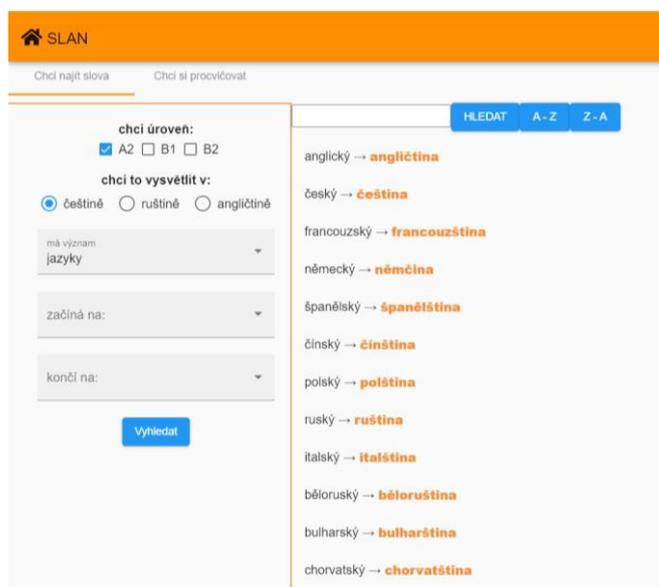 SLAN
Chci najít slova
Chci si procvičovat
chci úroveň:
A2 B1 B2
chci to vysvětlit v:
češtině ruštině angličtině
má význam
jazyky
začíná na:
končí na:
Vyhledat
HLEDAT A - Z Z - A
anglický → angličtina
český → čeština
francouzský → francouzština
německý → němčina
španělský → španělština
čínský → čínština
polský → polština
ruský → ruština
italský → italština
běloruský → běloruština
bulharský → bulharština
chorvatský → chorvatština